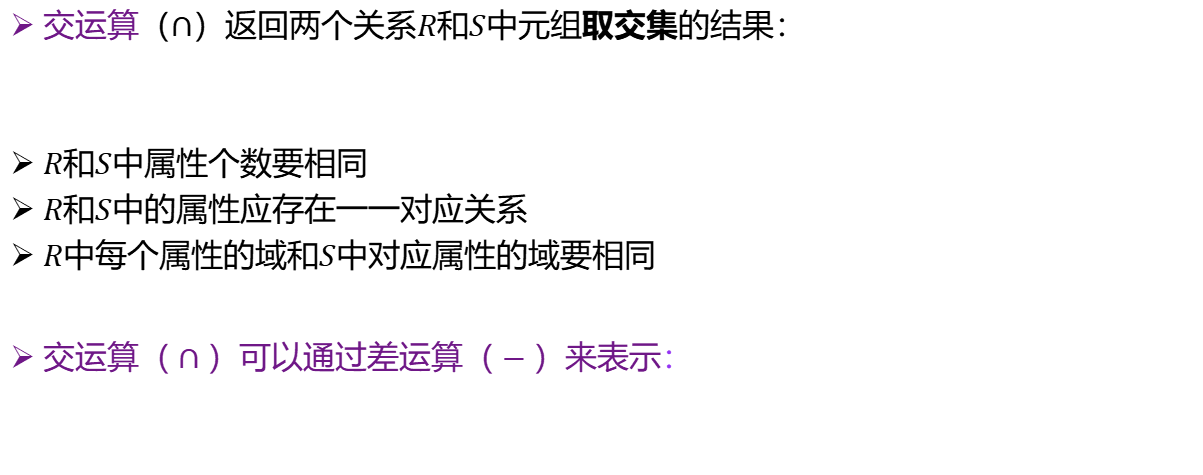 ➢ 交运算（∩）返回两个关系R和S中元组取交集的结果：
➢ R和S中属性个数要相同
➢ R和S中的属性应存在一一对应关系
➢ R中每个属性的域和S中对应属性的域要相同
➢ 交运算（∩）可以通过差运算（−）来表示：